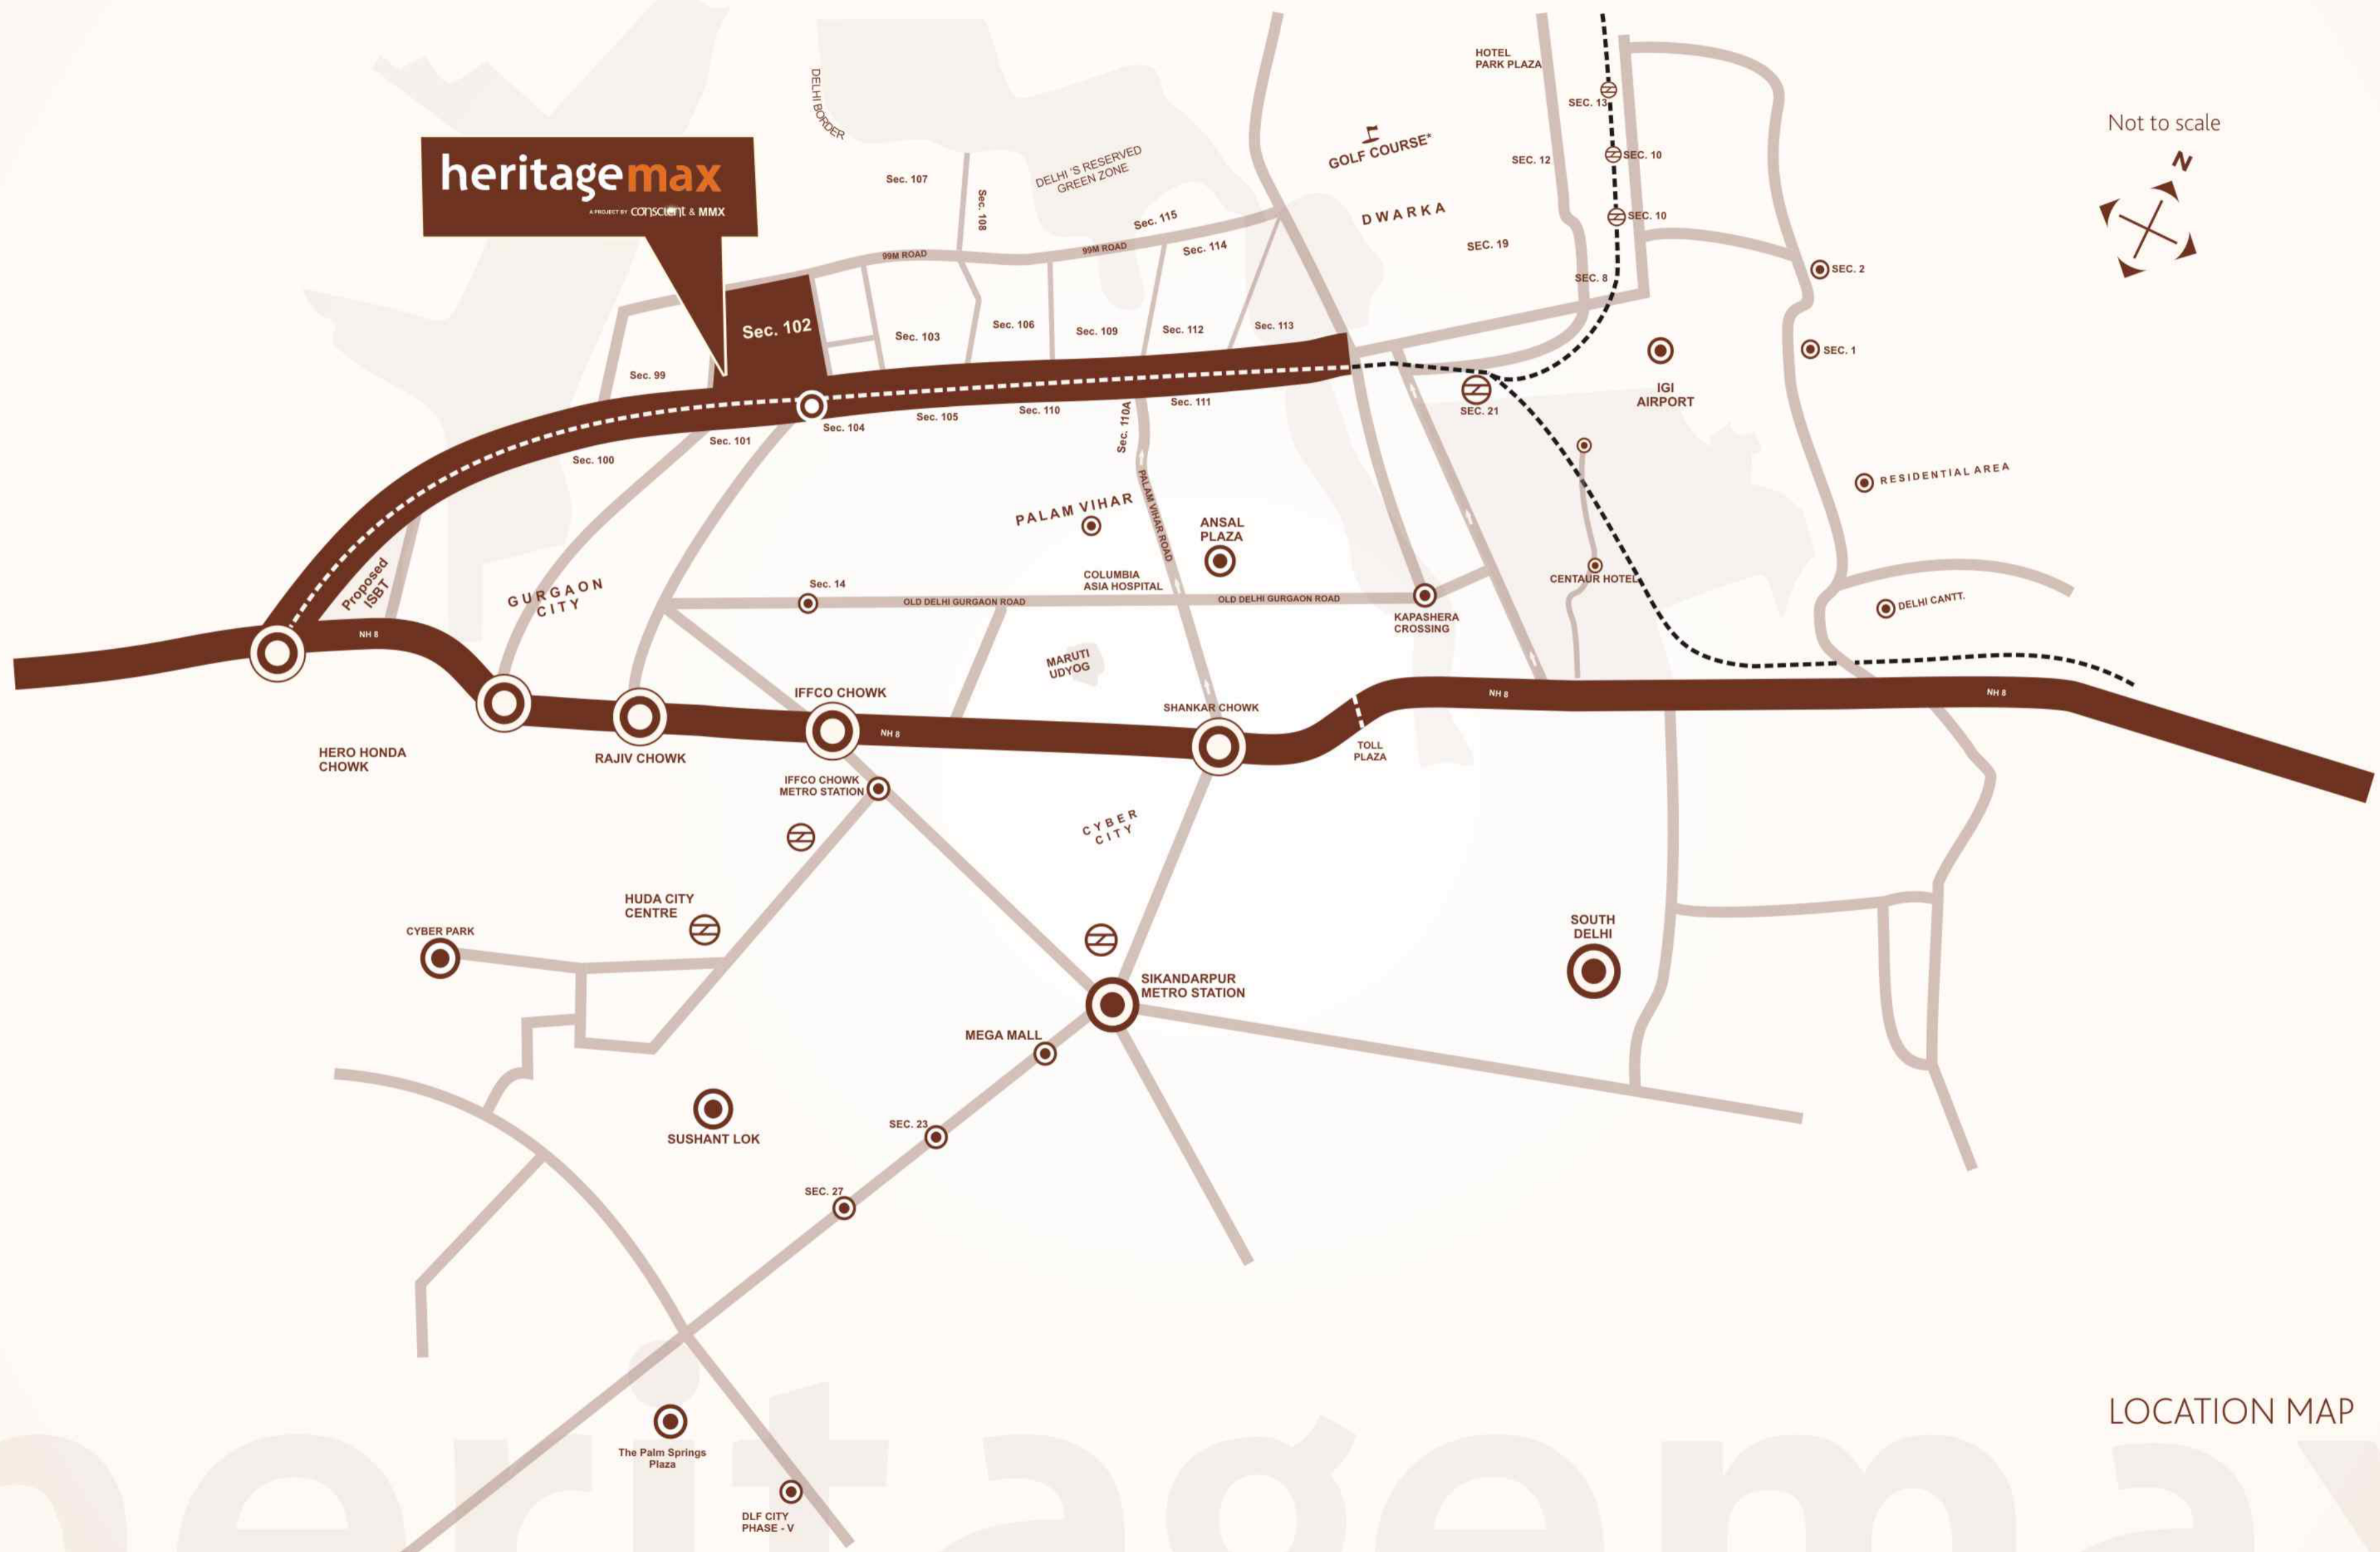 HOTEL
PARK PLAZA
DELHI BORDER
SEC. 13
Not to scale
N
GOLF COURSE*
DELHI 'S RESERVED
GREEN ZONE
SEC. 12
SEC. 10
heritagemax
A PROJECT BY conscient & MMX
Sec. 107
Sec. 108
Sec. 115
DWARKA
SEC. 10
99M ROAD
99M ROAD
Sec. 114
SEC. 19
SEC. 8
SEC. 2
Sec. 102
Sec. 103
Sec. 106
Sec. 109
Sec. 112
Sec. 113
SEC. 1
Sec. 99
IGI
AIRPORT
SEC. 21
Sec. 101
Sec. 104
Sec. 105
Sec. 110
Sec. 110A
Sec. 111
Sec. 100
RESIDENTIAL AREA
PALAM VIHAR
PALAM VIHAR ROAD
ANSAL
PLAZA
Proposed
ISBT
GURGAON
CITY
Sec. 14
COLUMBIA
ASIA HOSPITAL
CENTAUR HOTEL
OLD DELHI GURGAON ROAD
OLD DELHI GURGAON ROAD
KAPASHERA
CROSSING
DELHI CANTT.
NH 8
MARUTI
UDYOG
IFFCO CHOWK
SHANKAR CHOWK
NH 8
NH 8
NH 8
HERO HONDA
CHOWK
RAJIV CHOWK
TOLL
PLAZA
IFFCO CHOWK
METRO STATION
CYBER
CITY
HUDA CITY
CENTRE
CYBER PARK
SOUTH
DELHI
SIKANDARPUR
METRO STATION
MEGA MALL
SEC. 23
SUSHANT LOK
SEC. 27
LOCATION MAP
The Palm Springs
Plaza
DLF CITY
PHASE - V
heritagemax